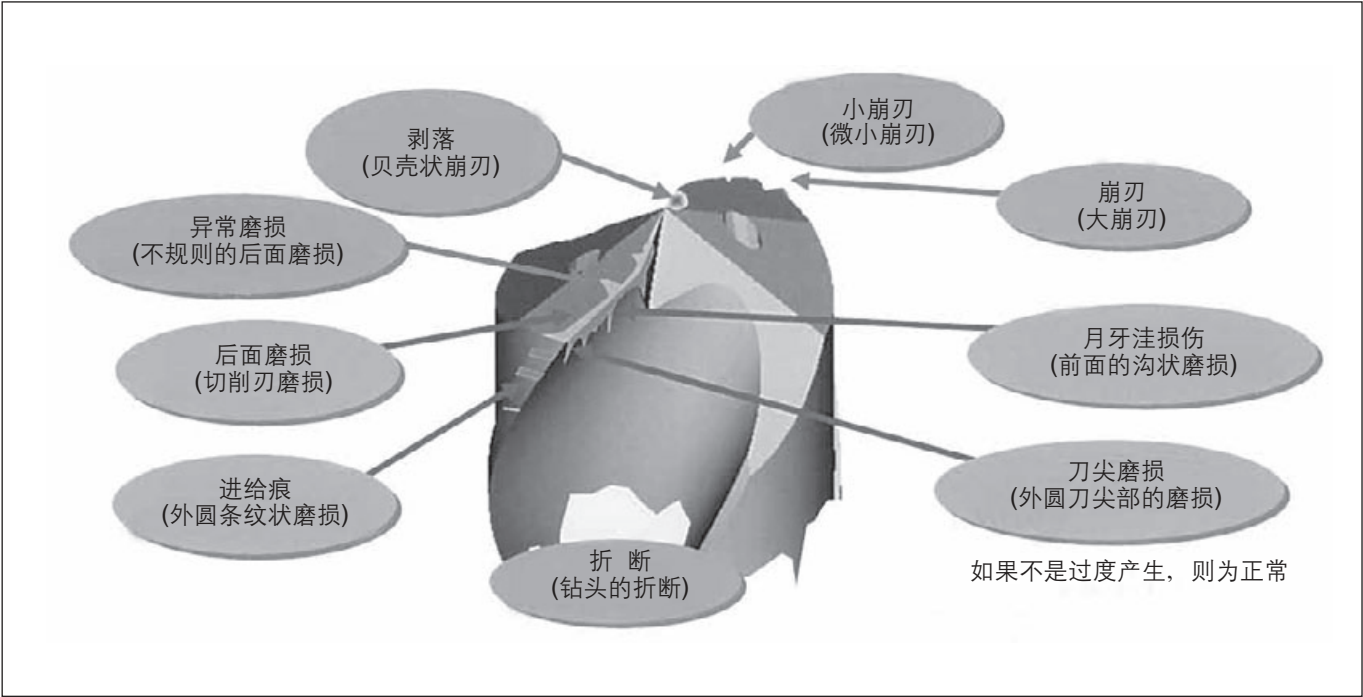 小崩刃
(微小崩刃)
剥落
(贝壳状崩刃)
崩刃
(大崩刃)
异常磨损
(不规则的后面磨损)
后面磨损
(切削刃磨损)
月牙洼损伤
(前面的沟状磨损)
进给痕
(外圆条纹状磨损)
刀尖磨损
(外圆刀尖部的磨损)
折 断
(钻头的折断)
如果不是过度产生，则为正常